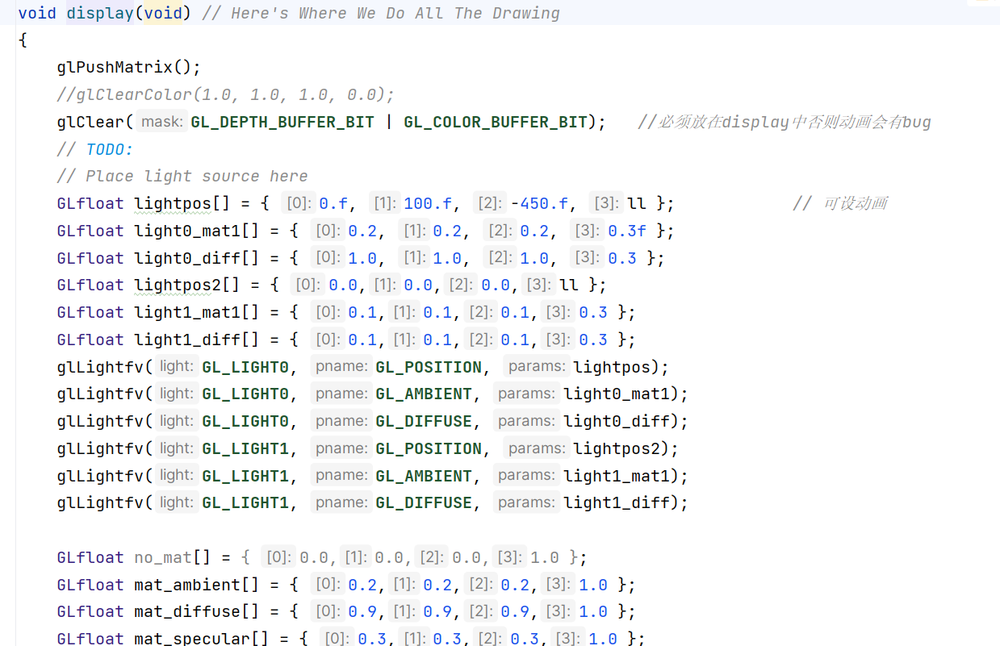 void display(void) // Here's Where We Do All The Drawing
{
glPushMatrix();
//glClearColor(1.0, 1.0, 1.0, 0.0);
glClear( mask: GL_DEPTH_BUFFER_BIT | GL_COLOR_BUFFER_BIT); //必须放在display中否则动画会有bug
// TODO:
// Place light source here
GLfloat lightpos[] = { [0]: 0.f, [1]: 100.f, [2]: -450.f, [3]: ll }; // 可设动画
GLfloat light0_mat1[] = { [0]: 0.2, [1]: 0.2, [2]: 0.2, [3]: 0.3f };
GLfloat light0_diff[] = { [0]: 1.0, [1]: 1.0, [2]: 1.0, [3]: 0.3 };
GLfloat lightpos2[] = { [0]: 0.0, [1]: 0.0, [2]: 0.0, [3]: ll };
GLfloat light1_mat1[] = { [0]: 0.1, [1]: 0.1, [2]: 0.1, [3]: 0.3 };
GLfloat light1_diff[] = { [0]: 0.1, [1]: 0.1, [2]: 0.1, [3]: 0.3 };
glLightfv( light: GL_LIGHT0, pname: GL_POSITION, params: lightpos);
glLightfv( light: GL_LIGHT0, pname: GL_AMBIENT, params: light0_mat1);
glLightfv( light: GL_LIGHT0, pname: GL_DIFFUSE, params: light0_diff);
glLightfv( light: GL_LIGHT1, pname: GL_POSITION, params: lightpos2);
glLightfv( light: GL_LIGHT1, pname: GL_AMBIENT, params: light1_mat1);
glLightfv( light: GL_LIGHT1, pname: GL_DIFFUSE, params: light1_diff);
GLfloat no_mat[] = { [0]: 0.0, [1]: 0.0, [2]: 0.0, [3]: 1.0 };
GLfloat mat_ambient[] = { [0]: 0.2, [1]: 0.2, [2]: 0.2, [3]: 1.0 };
GLfloat mat_diffuse[] = { [0]: 0.9, [1]: 0.9, [2]: 0.9, [3]: 1.0 };
GLfloat mat_specular[] = { [0]: 0.3, [1]: 0.3, [2]: 0.3, [3]: 1.0 };